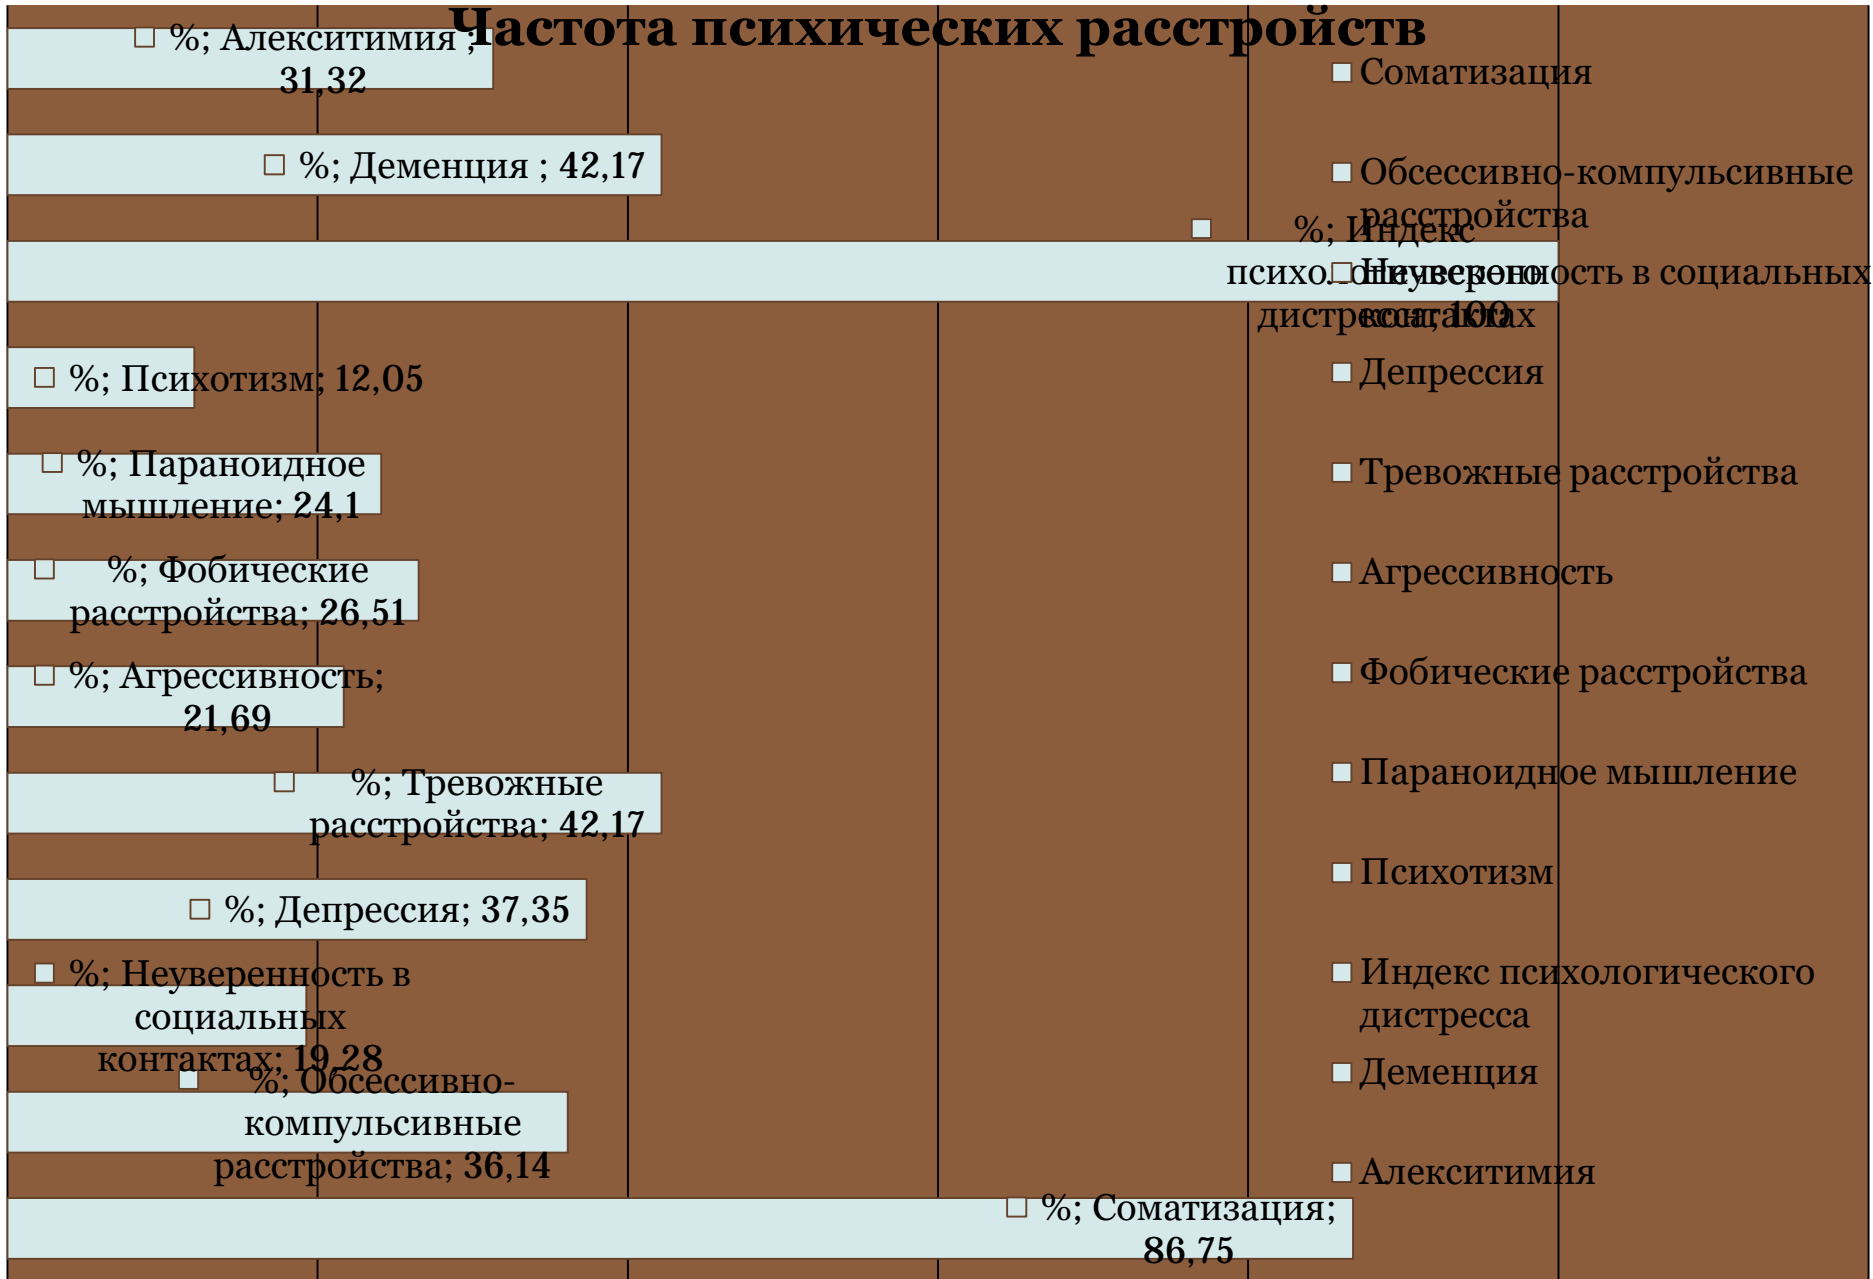 Частота психических расстройств
%; Алекситимия ;
31,32
%; Деменция ; 42,17
%; Индекс
психологического
дистресса; 100
%; Психотизм; 12,05
%; Параноидное
мышление; 24,1
%; Фобические
расстройства; 26,51
%; Агрессивность;
21,69
%; Тревожные
расстройства; 42,17
%; Депрессия; 37,35
%; Неуверенность в
социальных
контактах; 19,28
%; Обсессивно-
компульсивные
расстройства; 36,14
%; Соматизация;
86,75
Соматизация
Обсессивно-компульсивные
расстройства
Неуверенность в социальных
контактах
Депрессия
Тревожные расстройства
Агрессивность
Фобические расстройства
Параноидное мышление
Психотизм
Индекс психологического
дистресса
Деменция
Алекситимия